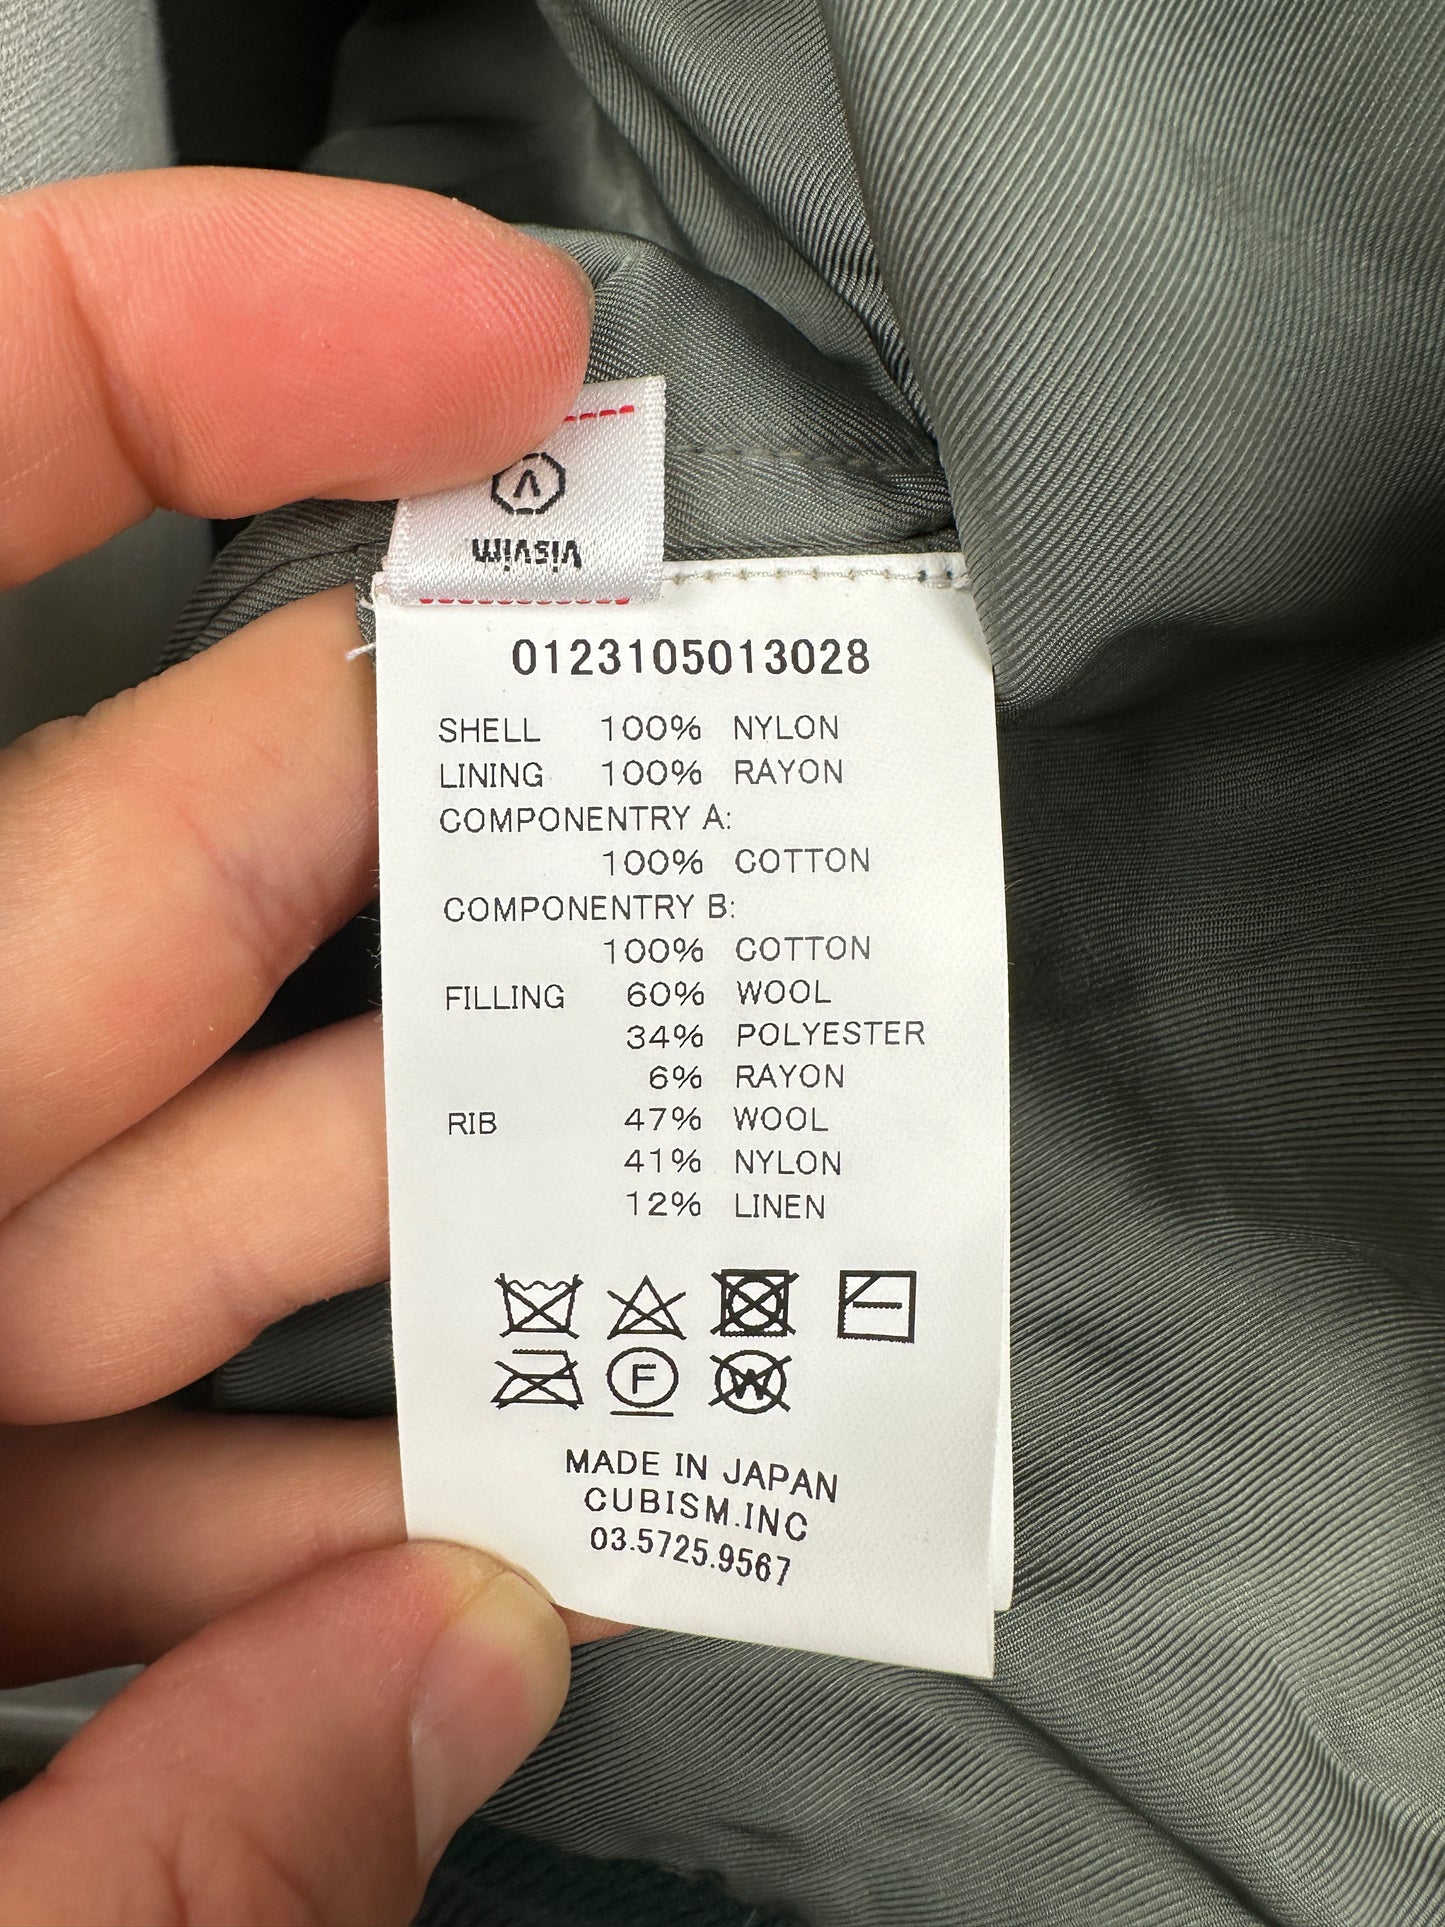 V
visvim.
0123105013028
SHELL 100% NYLON
LINING 100% RAYON
COMPONENTRY A:
100% COTTON
COMPONENTRY B:
100% COTTON
FILLING 60% WOOL
34% POLYESTER
6% RAYON
RIB 47% WOOL
41% NYLON
12% LINEN
F W
MADE IN JAPAN
CUBISM.INC
03.5725.9567